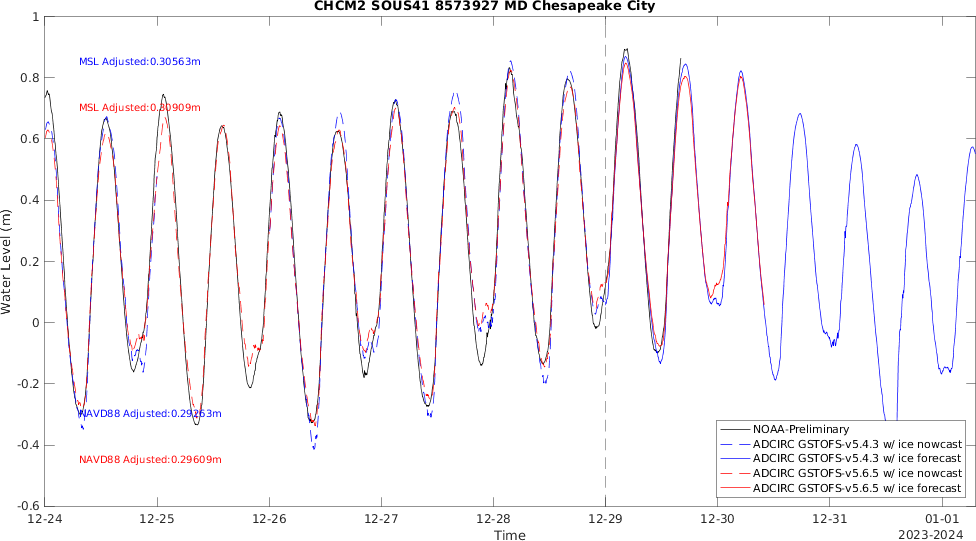 CHCM2 SOUS41 8573927 MD Chesapeake City
1
0.8
0.6
0.4
0.2
0
-0.2
-0.4
-0.6
Water Level (m)
MSL Adjusted:0.30563m
MSL Adjusted:0.30909m
NAVD88 Adjusted:0.29263m
NAVD88 Adjusted:0.29609m
NOAA-Preliminary
ADCIRC GSTOFS-v5.4.3 w/ ice nowcast
ADCIRC GSTOFS-v5.4.3 w/ ice forecast
ADCIRC GSTOFS-v5.6.5 w/ ice nowcast
ADCIRC GSTOFS-v5.6.5 w/ ice forecast
12-24 12-25 12-26 12-27 12-28 12-29 12-30 12-31 01-01
Time
2023-2024